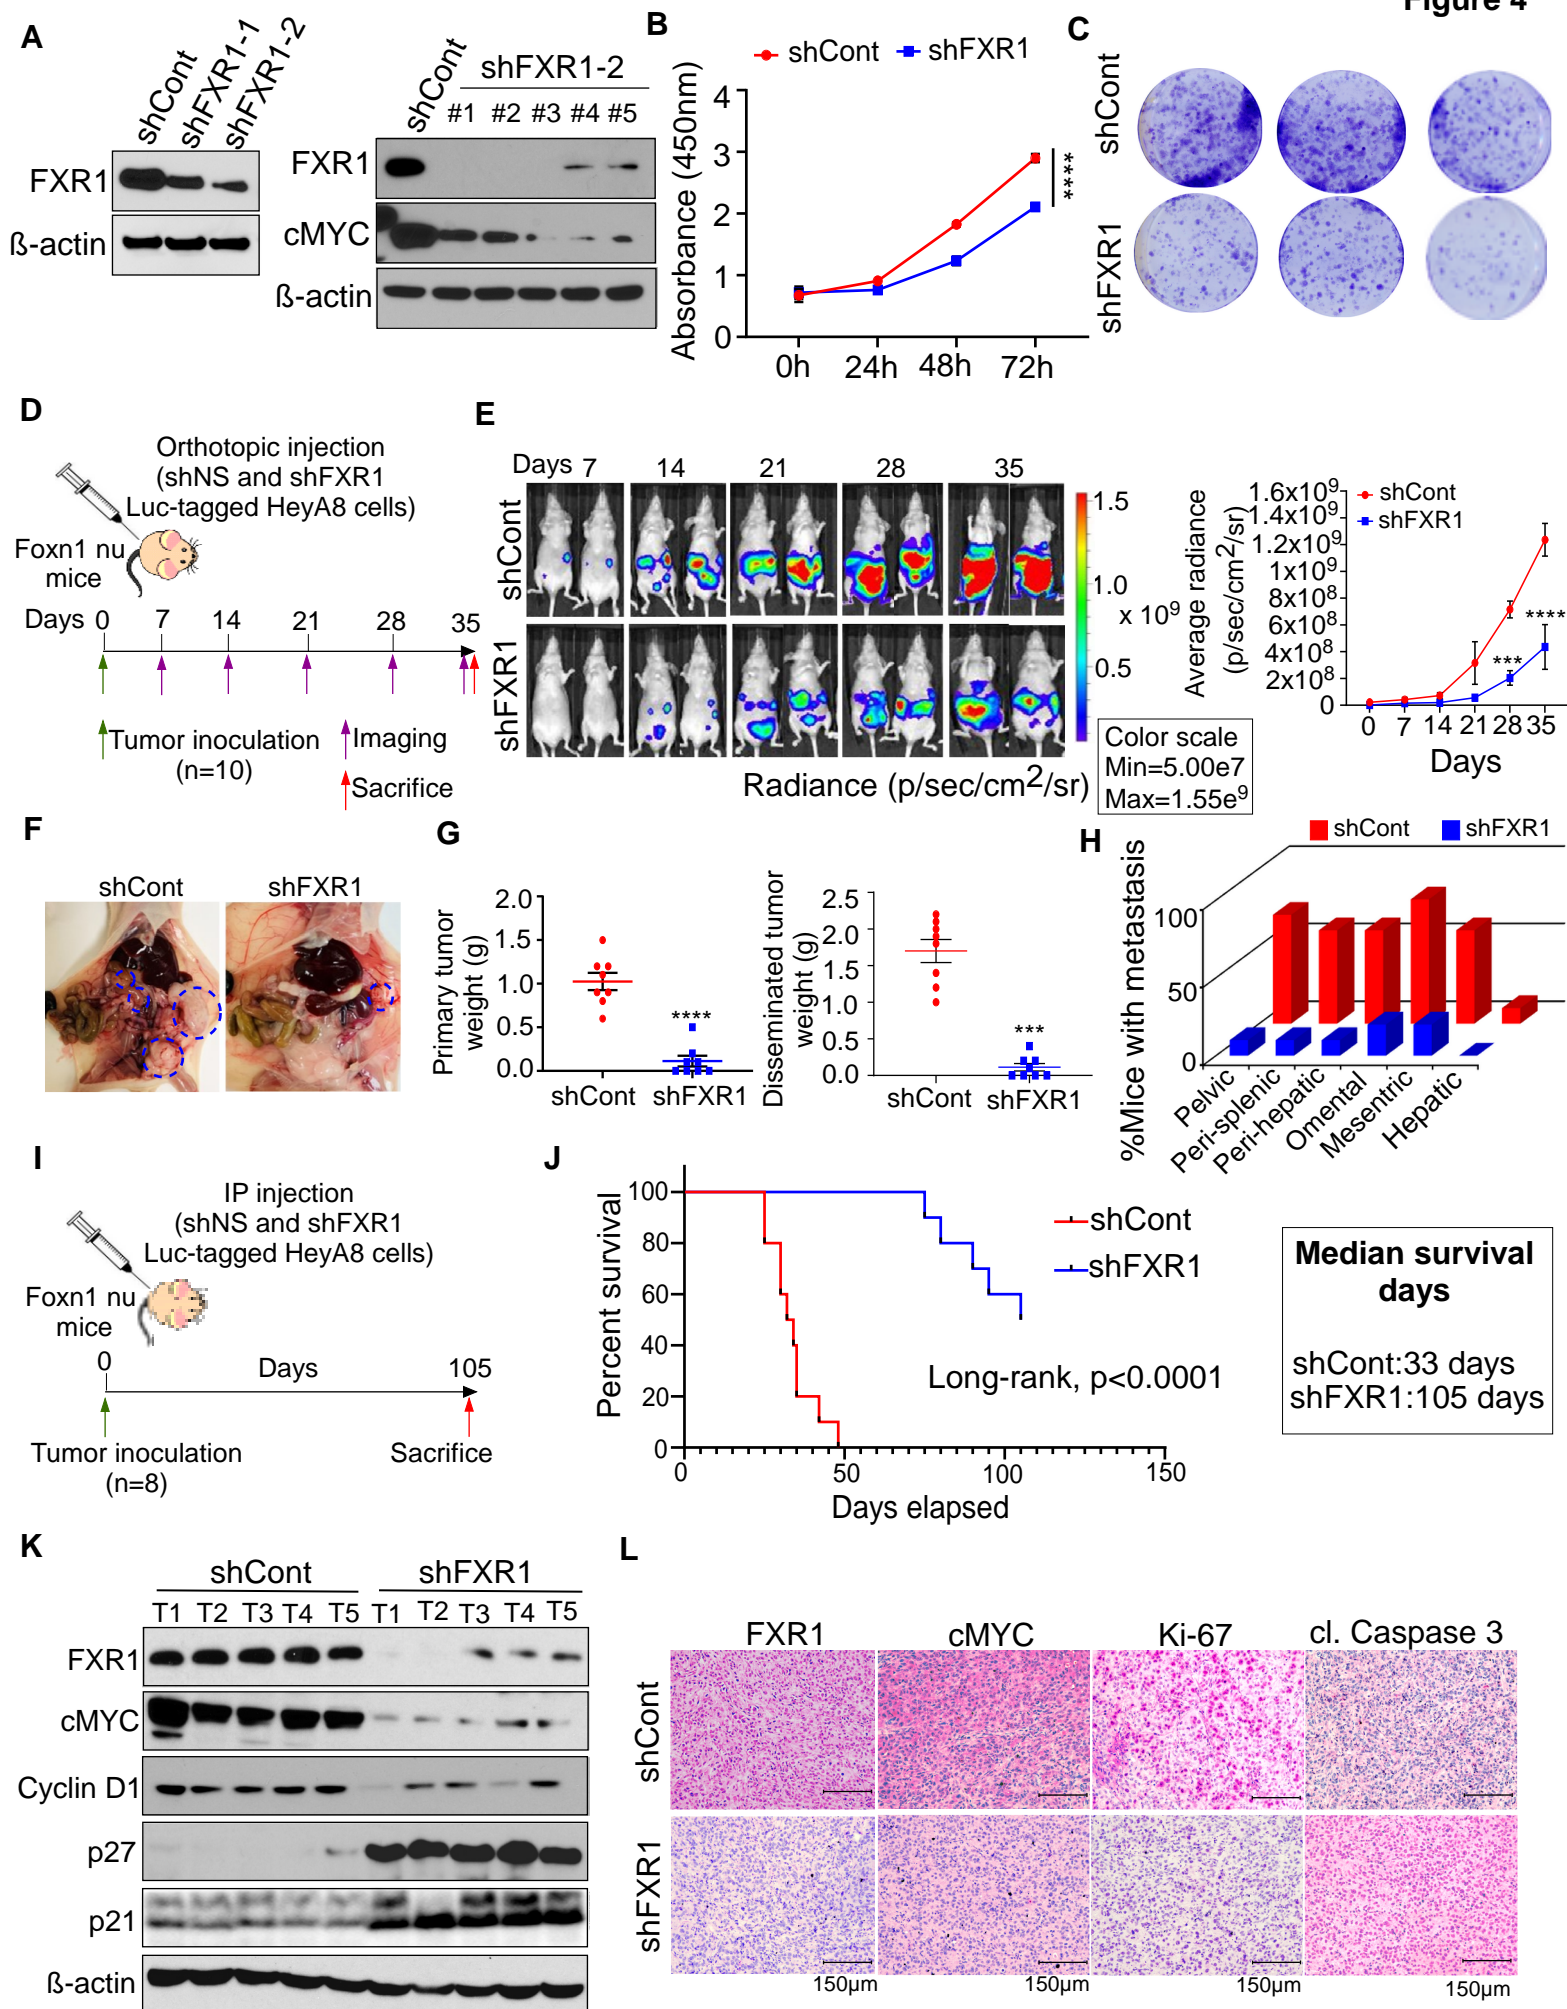 Figure 4
A
shCont
shFXR1-1
shFXR1-2
FXR1
ß-actin
shCont
shFXR1-2
#1 #2 #3 #4 #5
FXR1
cMYC
ß-actin
B
shCont shFXR1
Absorbance (450nm)
4
3
2
1
0
0h 24h 48h 72h
****
C
shCont
shFXR1
D
Orthotopic injection
(shNS and shFXR1
Luc-tagged HeyA8 cells)
Foxn1 nu
mice
Days 0 7 14 21 28 35
Tumor inoculation
(n=10)
Imaging
Sacrifice
E
Days 7 14 21 28 35
shCont
shFXR1
1.5
1.0
x 10⁹
0.5
Radiance (p/sec/cm²/sr)
Color scale
Min=5.00e7
Max=1.55e⁹
Average radiance
(p/sec/cm²/sr)
1.6x10⁹
1.4x10⁹
1.2x10⁹
1x10⁹
8x10⁸
6x10⁸
4x10⁸
2x10⁸
0
shCont
shFXR1
***
****
0 7 14 21 28 35
Days
F
shCont shFXR1
G
Primary tumor
weight (g)
2.0
1.5
1.0
0.5
0.0
****
shCont shFXR1
Disseminated tumor
weight (g)
2.5
2.0
1.5
1.0
0.5
0.0
***
shCont shFXR1
H
shCont shFXR1
%Mice with metastasis
100
50
0
Pelvic
Peri-splenic
Peri-hepatic
Omental
Mesentric
Hepatic
I
IP injection
(shNS and shFXR1
Luc-tagged HeyA8 cells)
Foxn1 nu
mice
0 Days 105
Tumor inoculation
(n=8)
Sacrifice
J
Percent survival
100
80
60
40
20
0
0 50 100 150
Days elapsed
shCont
shFXR1
Long-rank, p<0.0001
Median survival
days
shCont:33 days
shFXR1:105 days
K
shCont shFXR1
T1 T2 T3 T4 T5 T1 T2 T3 T4 T5
FXR1
cMYC
Cyclin D1
p27
p21
ß-actin
L
FXR1 cMYC Ki-67 cl. Caspase 3
shCont
shFXR1
150µm 150µm 150µm 150µm